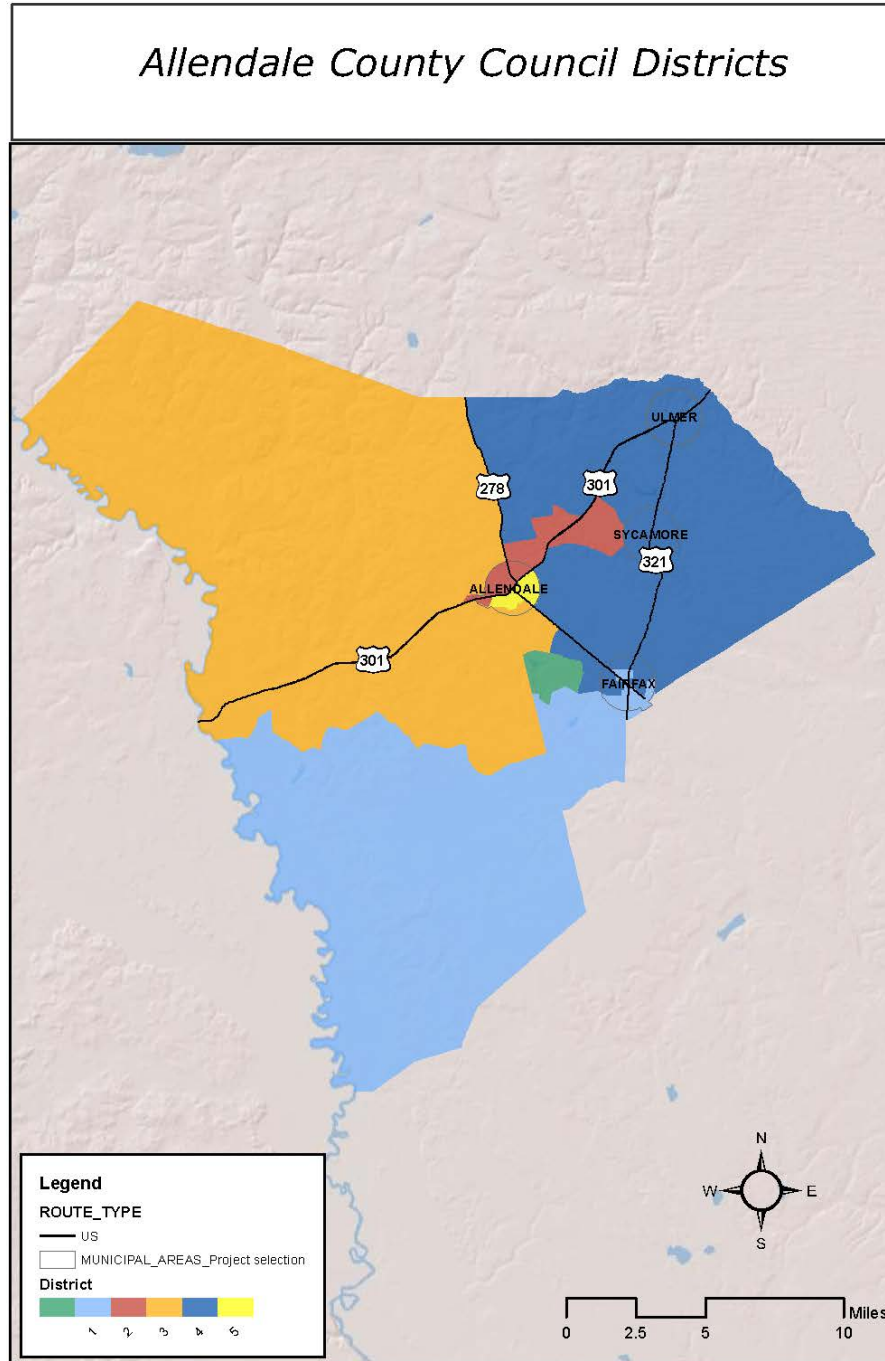 Allendale County Council Districts
ULMER
278
301
SYCAMORE
321
ALLENDALE
301
FAIRFAX
N
W E
S
Legend
ROUTE_TYPE
US
MUNICIPAL_AREAS_Project selection
District
1 2 3 4 5
Miles
0 2.5 5 10